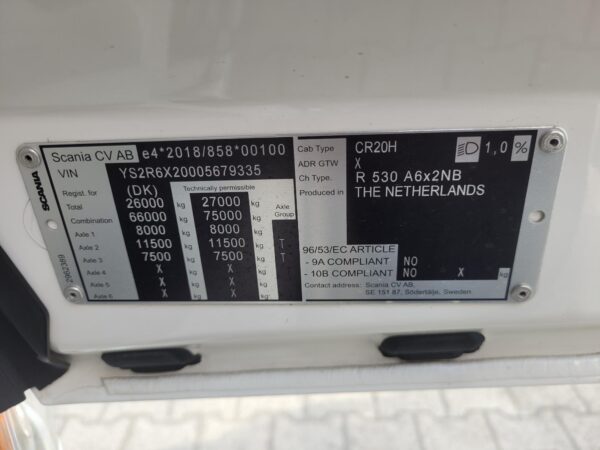 Scania CV AB e4*2018/858*00100
VIN YS2R6X20005679335
SCANIA
Regist. for (DK) Technically permissible
Total 26000 kg 27000 kg Axle Group
Combination 66000 kg 75000 kg
Axle 1 8000 kg 8000 kg
Axle 2 11500 kg 11500 kg T
Axle 3 7500 kg 7500 kg T
Axle 4 X kg X kg
Axle 5 X kg X kg
Axle 6 X kg X kg
2962389
Cab Type CR20H 1,0 %
ADR GTW X
Ch. Type. R 530 A6x2NB
Produced in THE NETHERLANDS
96/53/EC ARTICLE
- 9A COMPLIANT NO
- 10B COMPLIANT NO X kg
Contact address: Scania CV AB,
SE 151 87, Södertälje, Sweden